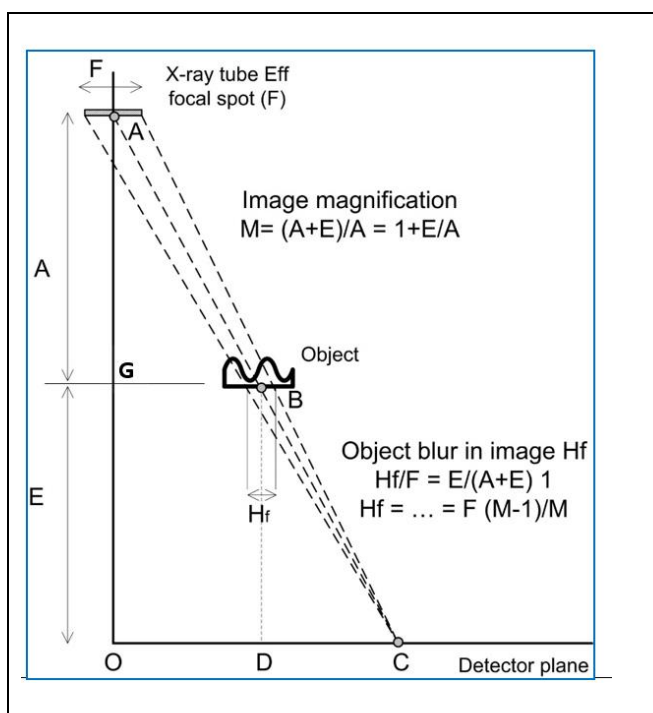 F
X-ray tube Eff
focal spot (F)
A
Image magnification
M= (A+E)/A = 1+E/A
A
Object
G
B
Object blur in image Hf
Hf/F = E/(A+E) 1
Hf = ... = F (M-1)/M
E
Hf
O D C Detector plane